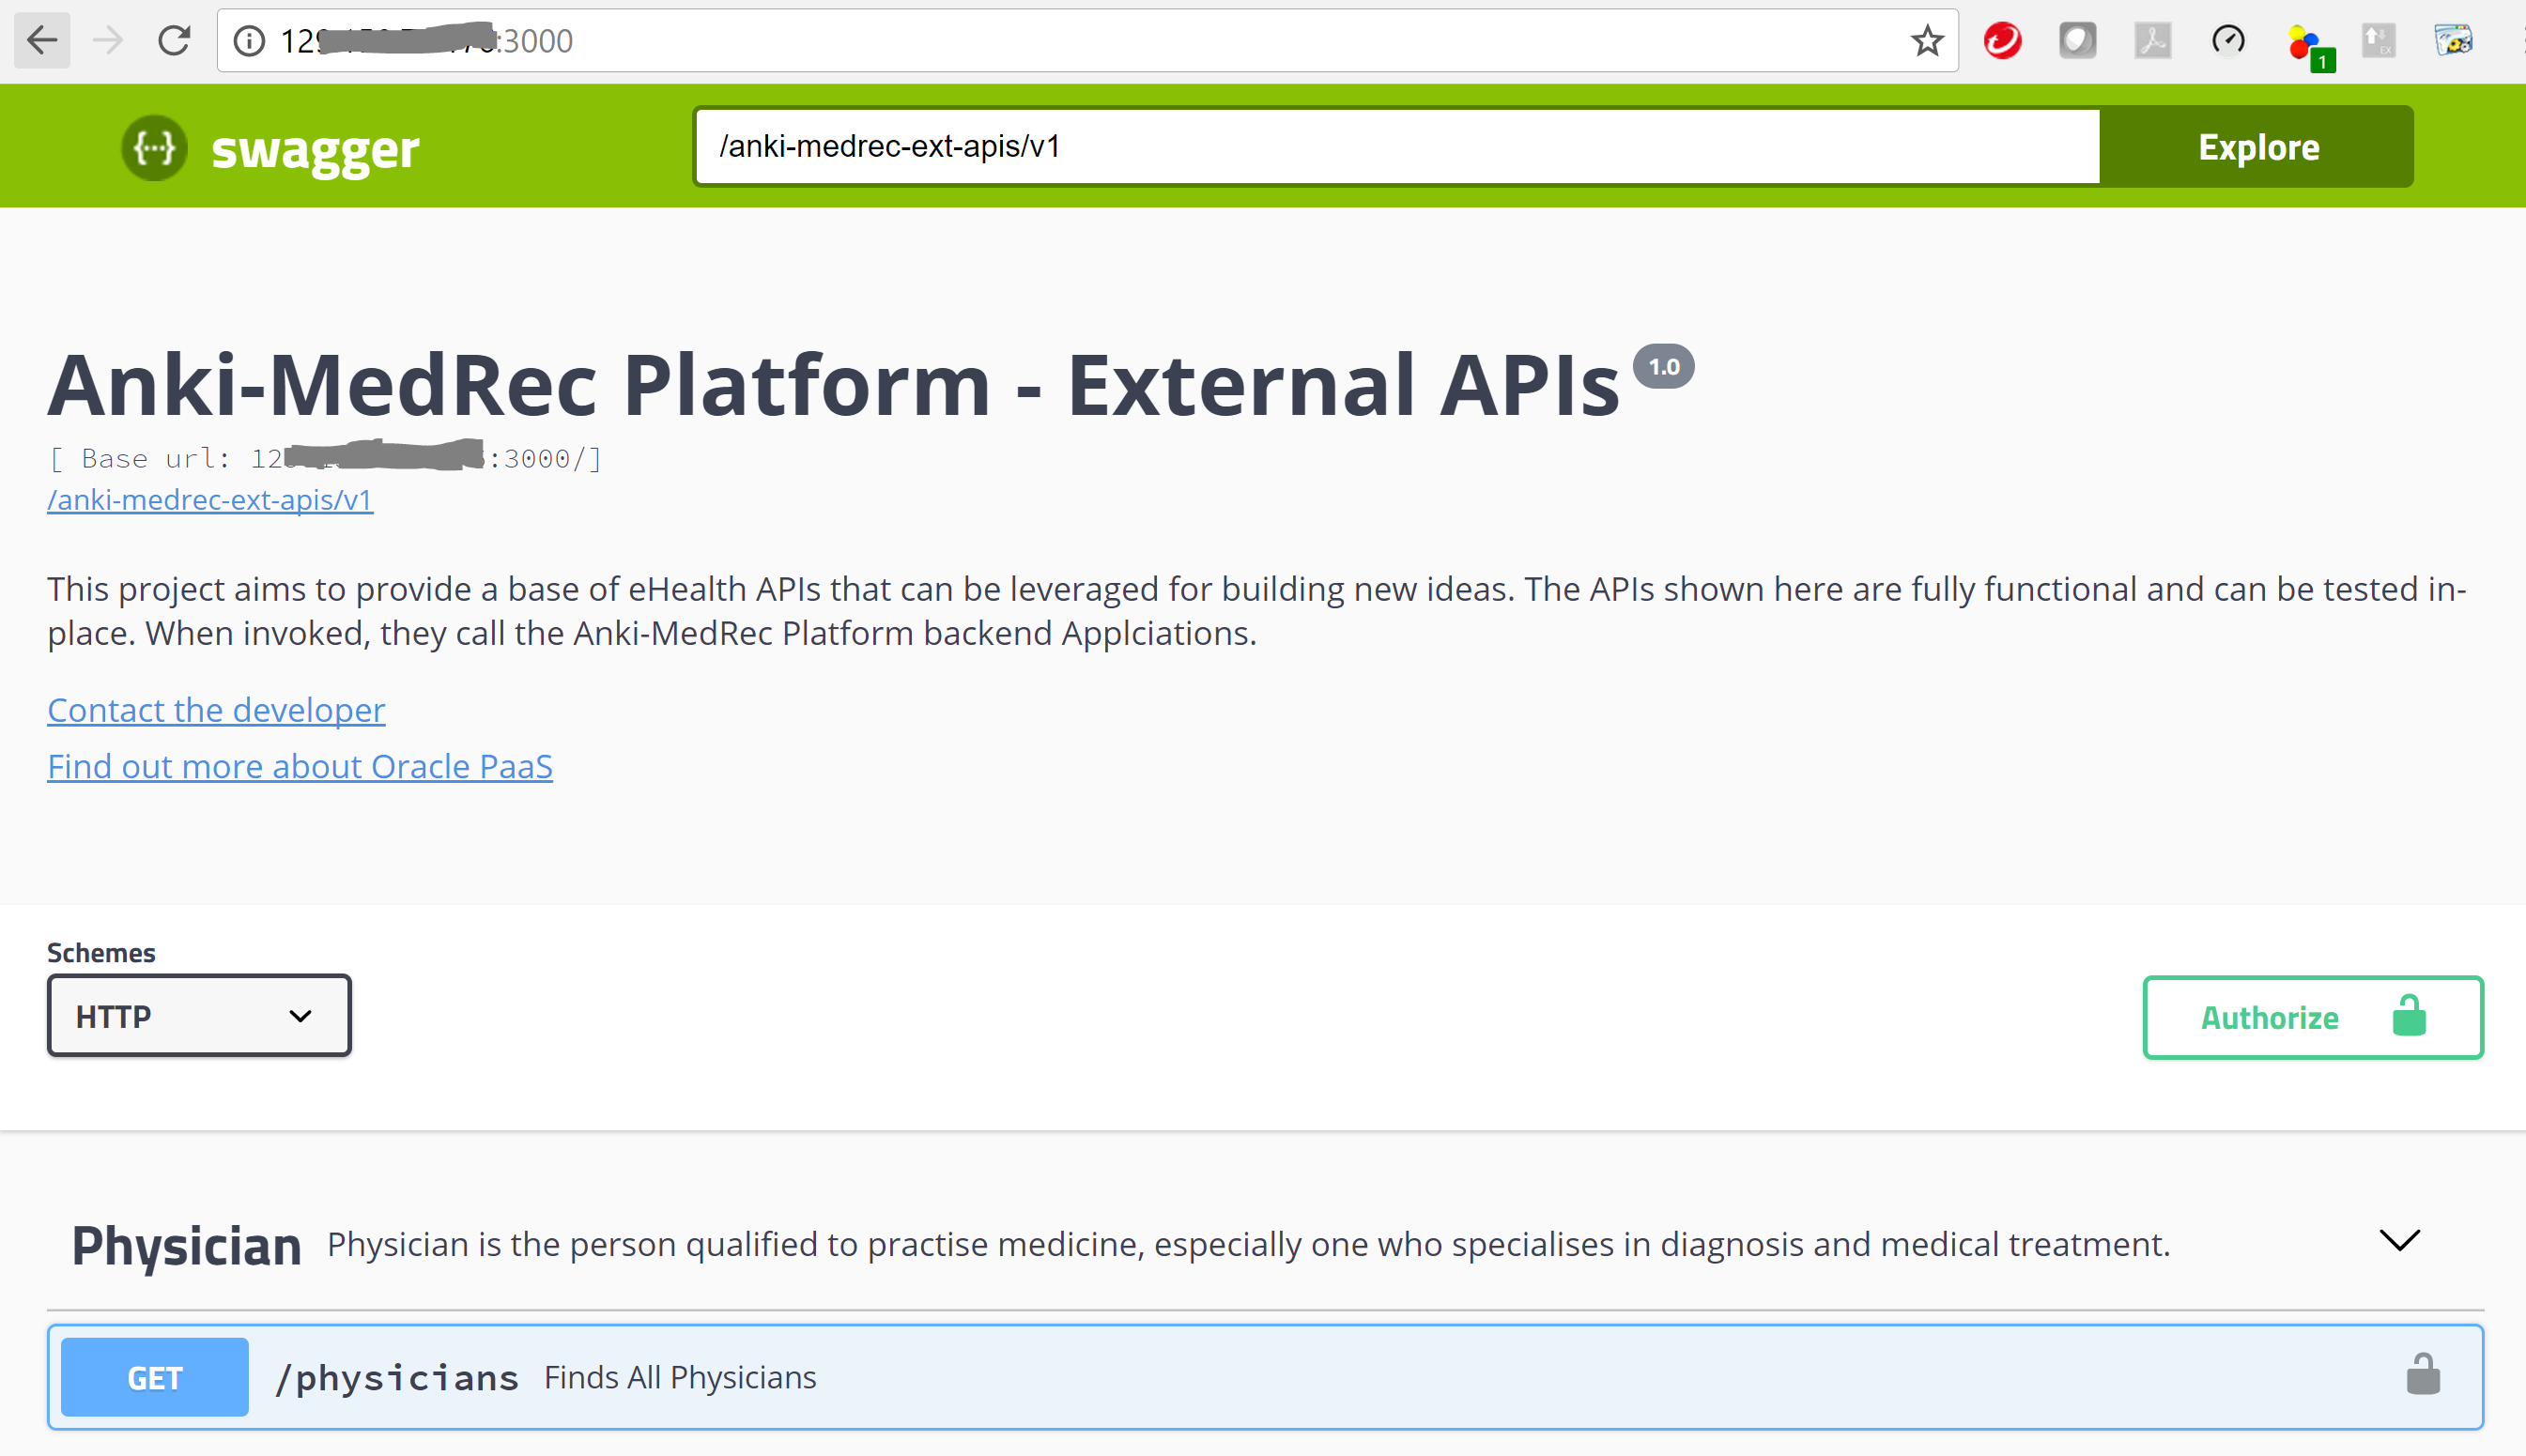 :3000
swagger
/anki-medrec-ext-apis/v1
Explore
1
EX
Anki-MedRec Platform - External APIs 1.0
[ Base url: 12 :3000/]
/anki-medrec-ext-apis/v1
This project aims to provide a base of eHealth APIs that can be leveraged for building new ideas. The APIs shown here are fully functional and can be tested in-
place. When invoked, they call the Anki-MedRec Platform backend Applciations.
Contact the developer
Find out more about Oracle PaaS
Schemes
HTTP
Authorize
Physician Physician is the person qualified to practise medicine, especially one who specialises in diagnosis and medical treatment.
GET /physicians Finds All Physicians